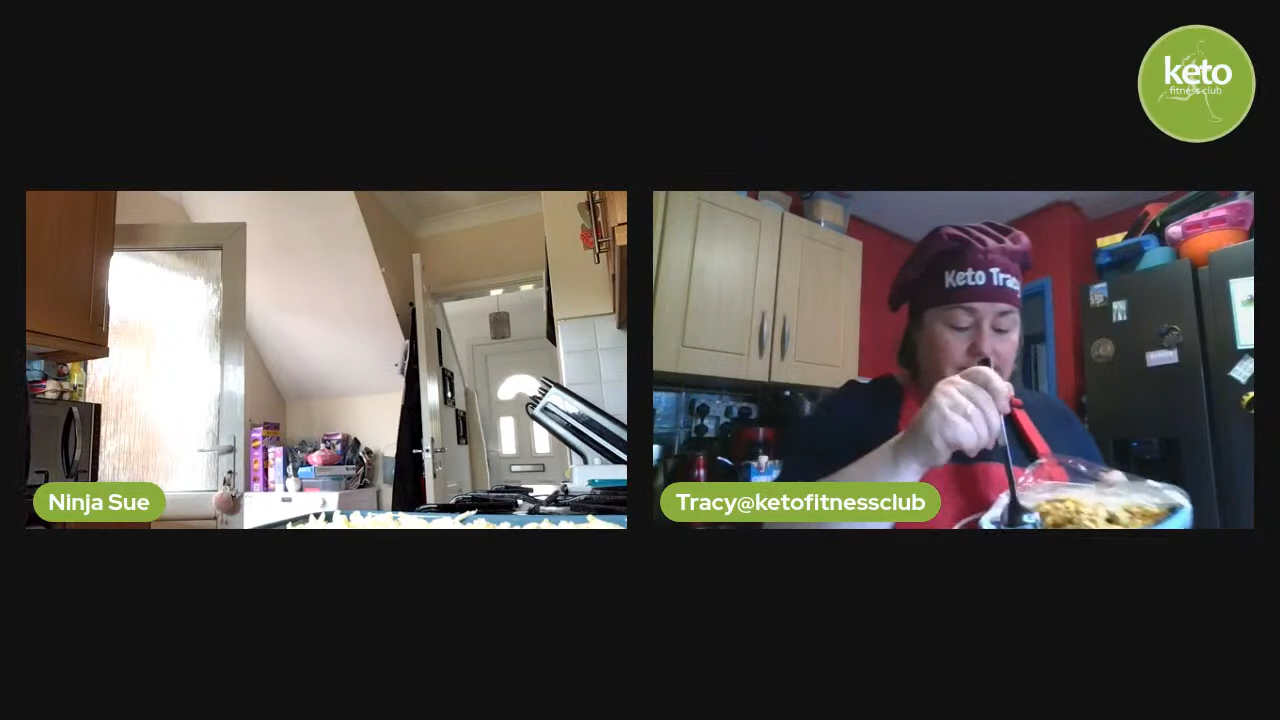 keto
fitness club
Keto Trac
Ninja Sue
Tracy@ketofitnessclub